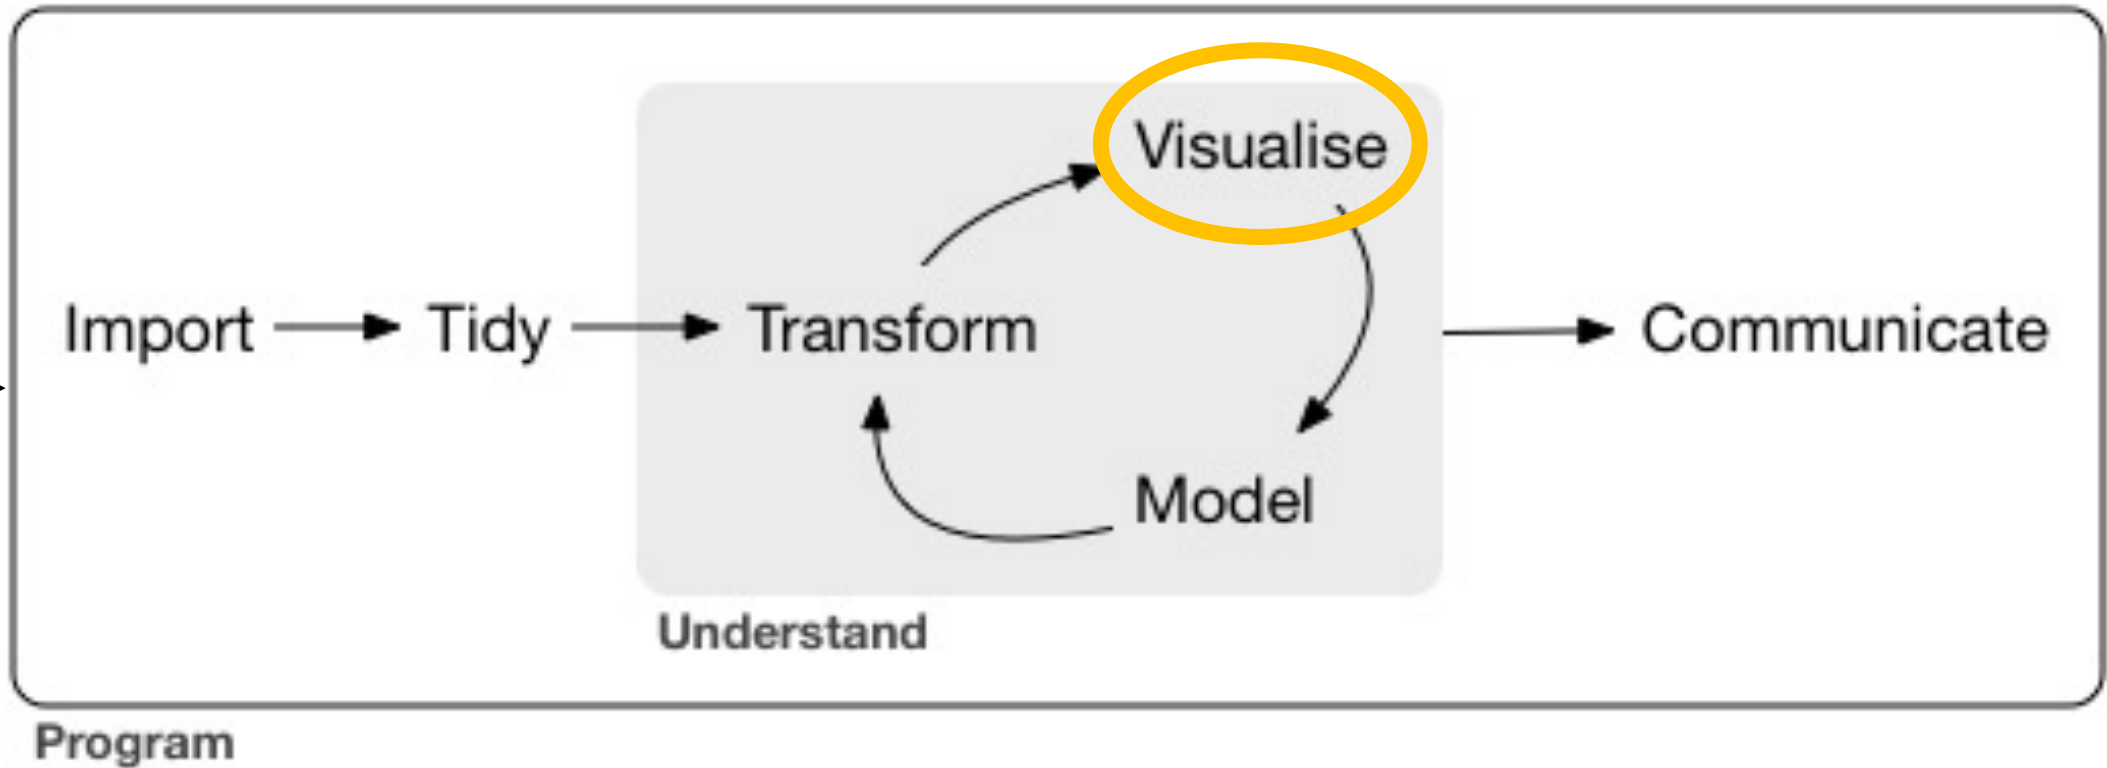 Visualise
Import Tidy Transform Communicate
Model
Understand
Program